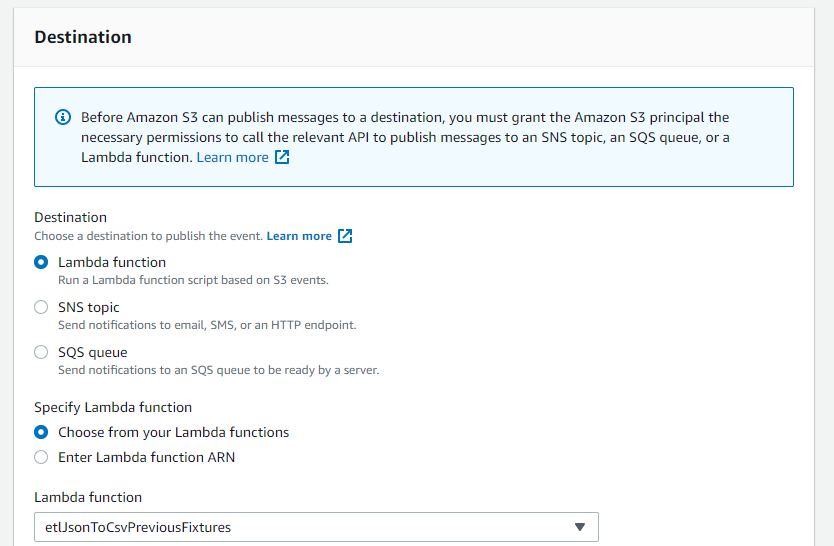 Destination
Before Amazon S3 can publish messages to a destination, you must grant the Amazon S3 principal the
necessary permissions to call the relevant API to publish messages to an SNS topic, an SQS queue, or a
Lambda function. Learn more
Destination
Choose a destination to publish the event. Learn more
Lambda function
Run a Lambda function script based on S3 events.
SNS topic
Send notifications to email, SMS, or an HTTP endpoint.
SQS queue
Send notifications to an SQS queue to be ready by a server.
Specify Lambda function
Choose from your Lambda functions
Enter Lambda function ARN
Lambda function
etlJsonToCsvPreviousFixtures